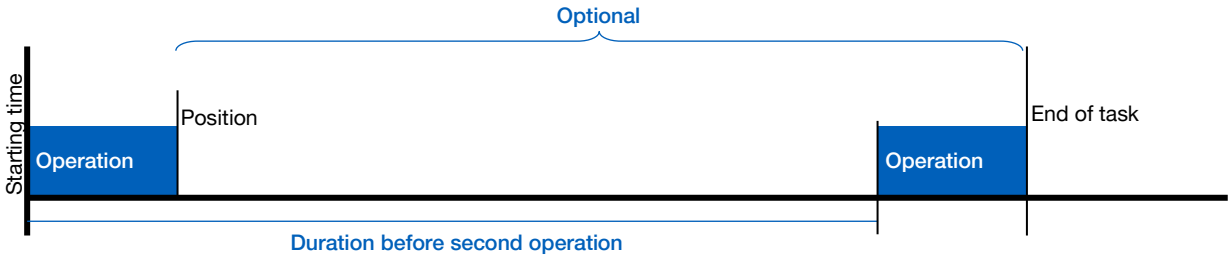 Optional
Starting time
Position
End of task
Operation
Operation
Duration before second operation